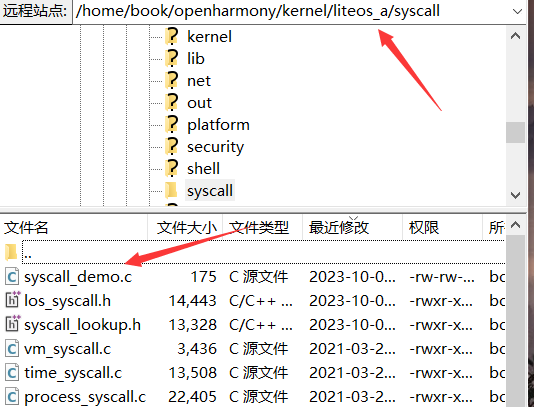 远程站点: /home/book/openharmony/kernel/liteos_a/syscall
kernel
lib
net
out
platform
security
shell
syscall
文件名 文件大小 文件类型 最近修改 权限 所
..
syscall_demo.c 175 C 源文件 2023-10-0... -rw-rw-... bc
los_syscall.h 14,443 C/C++ ... 2023-10-0... -rwxr-x... bc
syscall_lookup.h 13,328 C/C++ ... 2023-10-0... -rwxr-x... bc
vm_syscall.c 3,436 C 源文件 2021-03-2... -rwxr-x... bc
time_syscall.c 13,508 C 源文件 2021-03-2... -rwxr-x... bc
process_syscall.c 22,405 C 源文件 2021-03-2... -rwxr-x... bc